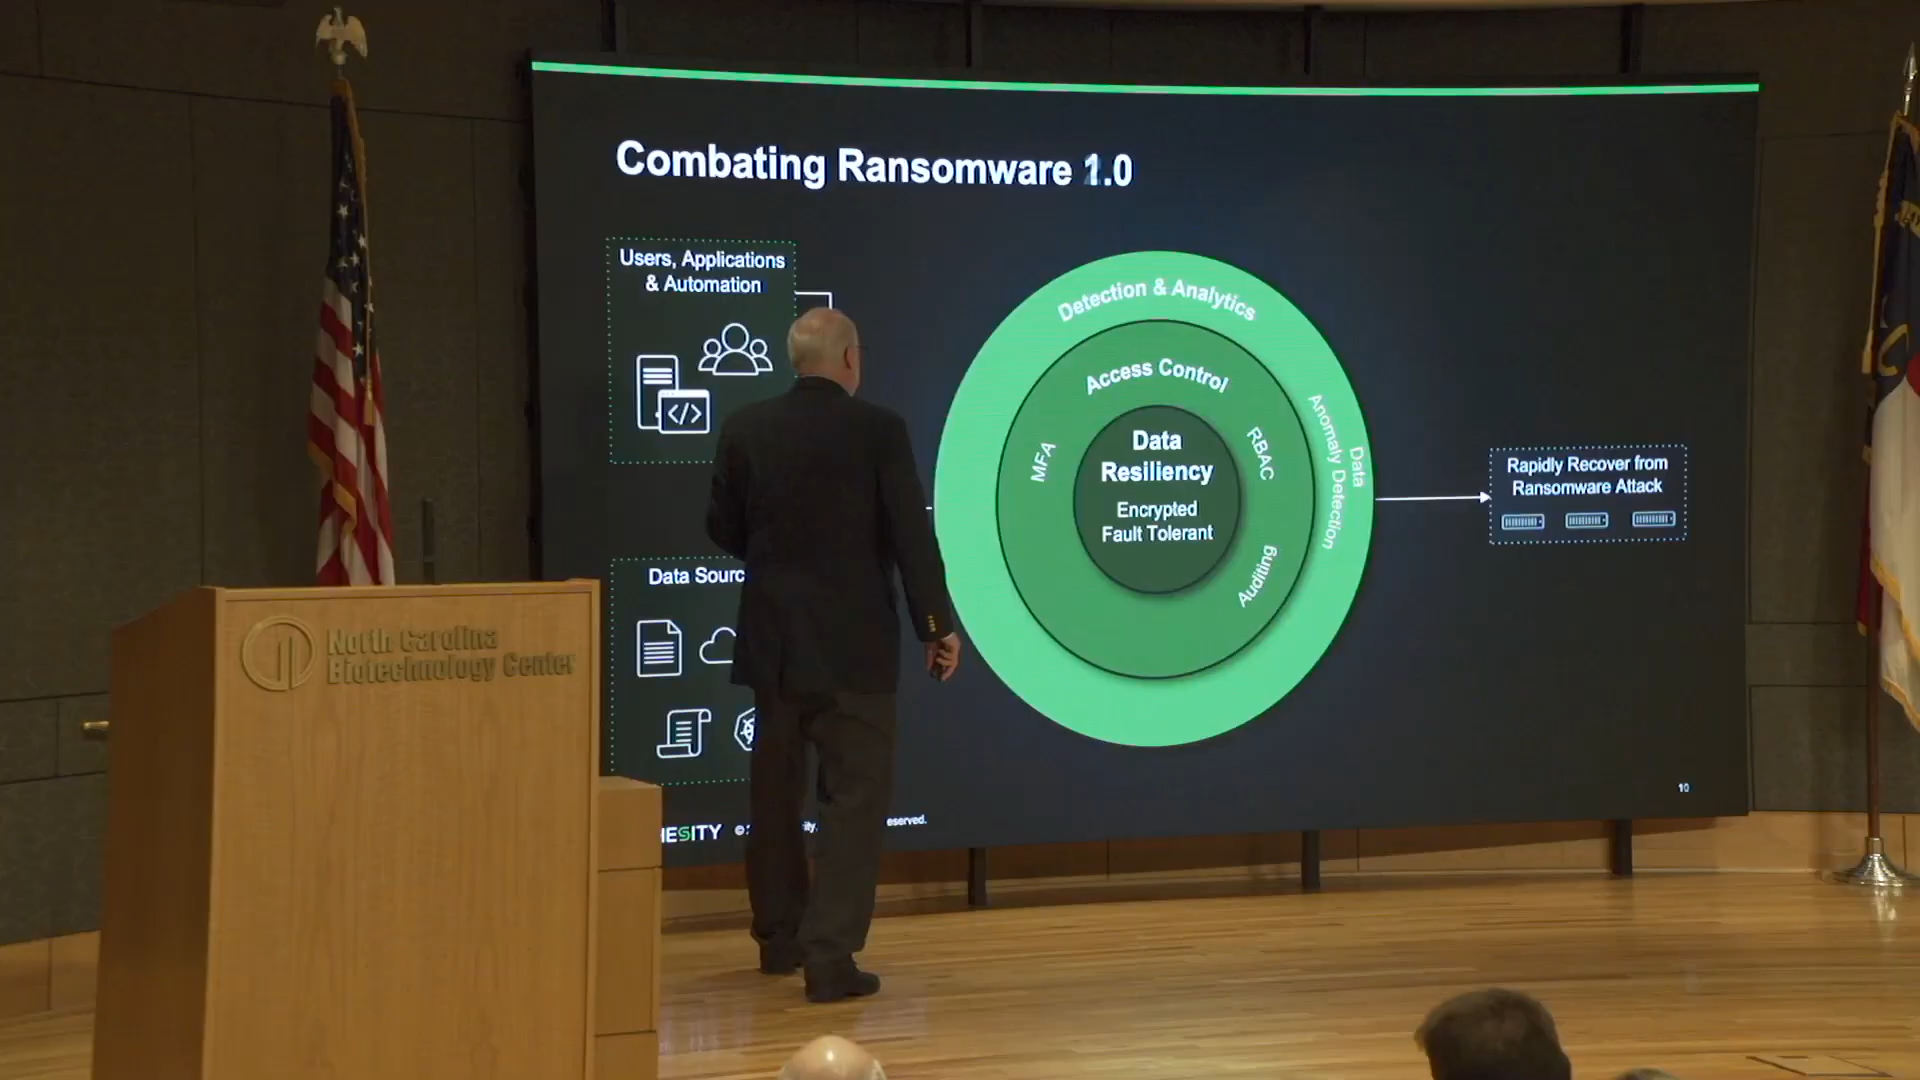 Combating Ransomware 1.0
Users, Applications
& Automation
</>
Data
Detection & Analytics
Data
Anomaly Detection
Access Control
MFA
RBAC
Auditing
Data
Resiliency
Encrypted
Fault Tolerant
Rapidly Recover from
Ransomware Attack
North Carolina
Biotechnology Center
10